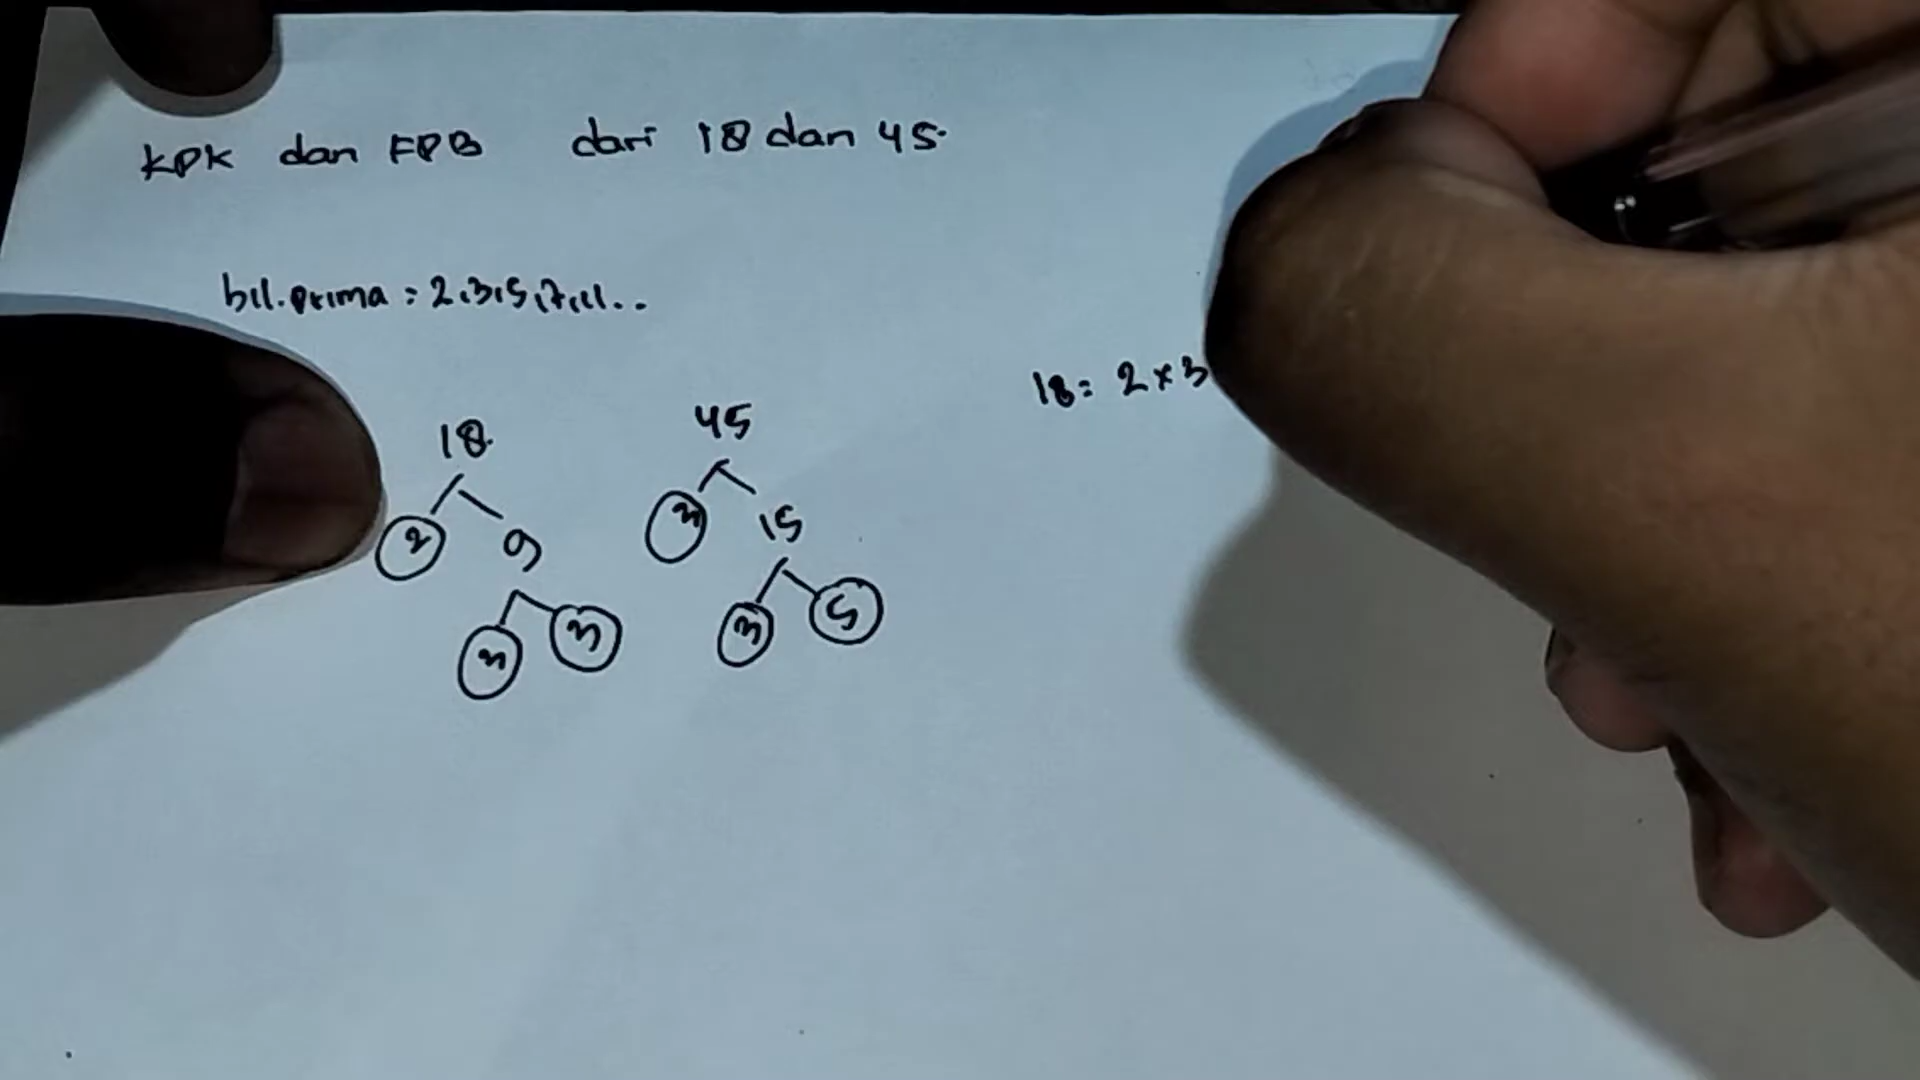 KPK dan FPB dari 18 dan 45.
bil. prima = 2,3,5,7,11..
18 = 2 x 3
18
2 9
3 3
45
3 15
3 5